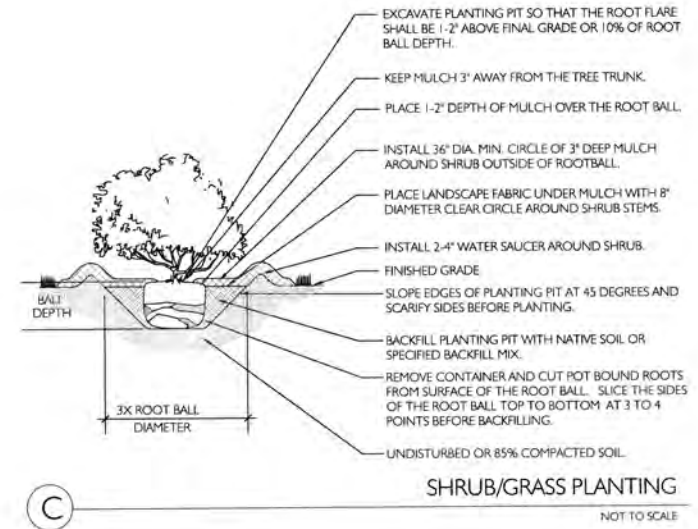 EXCAVATE PLANTING PIT SO THAT THE ROOT FLARE
SHALL BE 1-2" ABOVE FINAL GRADE OR 10% OF ROOT
BALL DEPTH.
KEEP MULCH 3" AWAY FROM THE TREE TRUNK.
PLACE 1-2" DEPTH OF MULCH OVER THE ROOT BALL.
INSTALL 36" DIA. MIN. CIRCLE OF 3" DEEP MULCH
AROUND SHRUB OUTSIDE OF ROOTBALL.
PLACE LANDSCAPE FABRIC UNDER MULCH WITH 8"
DIAMETER CLEAR CIRCLE AROUND SHRUB STEMS.
INSTALL 2-4" WATER SAUCER AROUND SHRUB.
FINISHED GRADE
SLOPE EDGES OF PLANTING PIT AT 45 DEGREES AND
SCARIFY SIDES BEFORE PLANTING.
BACKFILL PLANTING PIT WITH NATIVE SOIL OR
SPECIFIED BACKFILL MIX.
REMOVE CONTAINER AND CUT POT BOUND ROOTS
FROM SURFACE OF THE ROOT BALL. SLICE THE SIDES
OF THE ROOT BALL TOP TO BOTTOM AT 3 TO 4
POINTS BEFORE BACKFILLING.
UNDISTURBED OR 85% COMPACTED SOIL.
BALL
DEPTH
3X ROOT BALL
DIAMETER
C
SHRUB/GRASS PLANTING
NOT TO SCALE